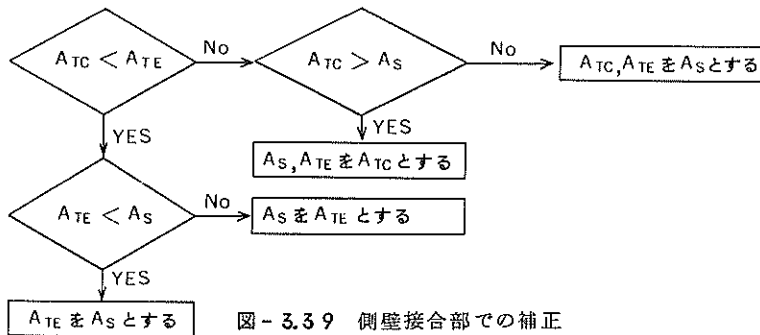 A_TC < A_TE
No
A_TC > A_S
No
A_TC, A_TE を A_S とする
YES
YES
A_S, A_TE を A_TC とする
A_TE < A_S
No
A_S を A_TE とする
YES
A_TE を A_S とする
図-3.39 側壁接合部での補正